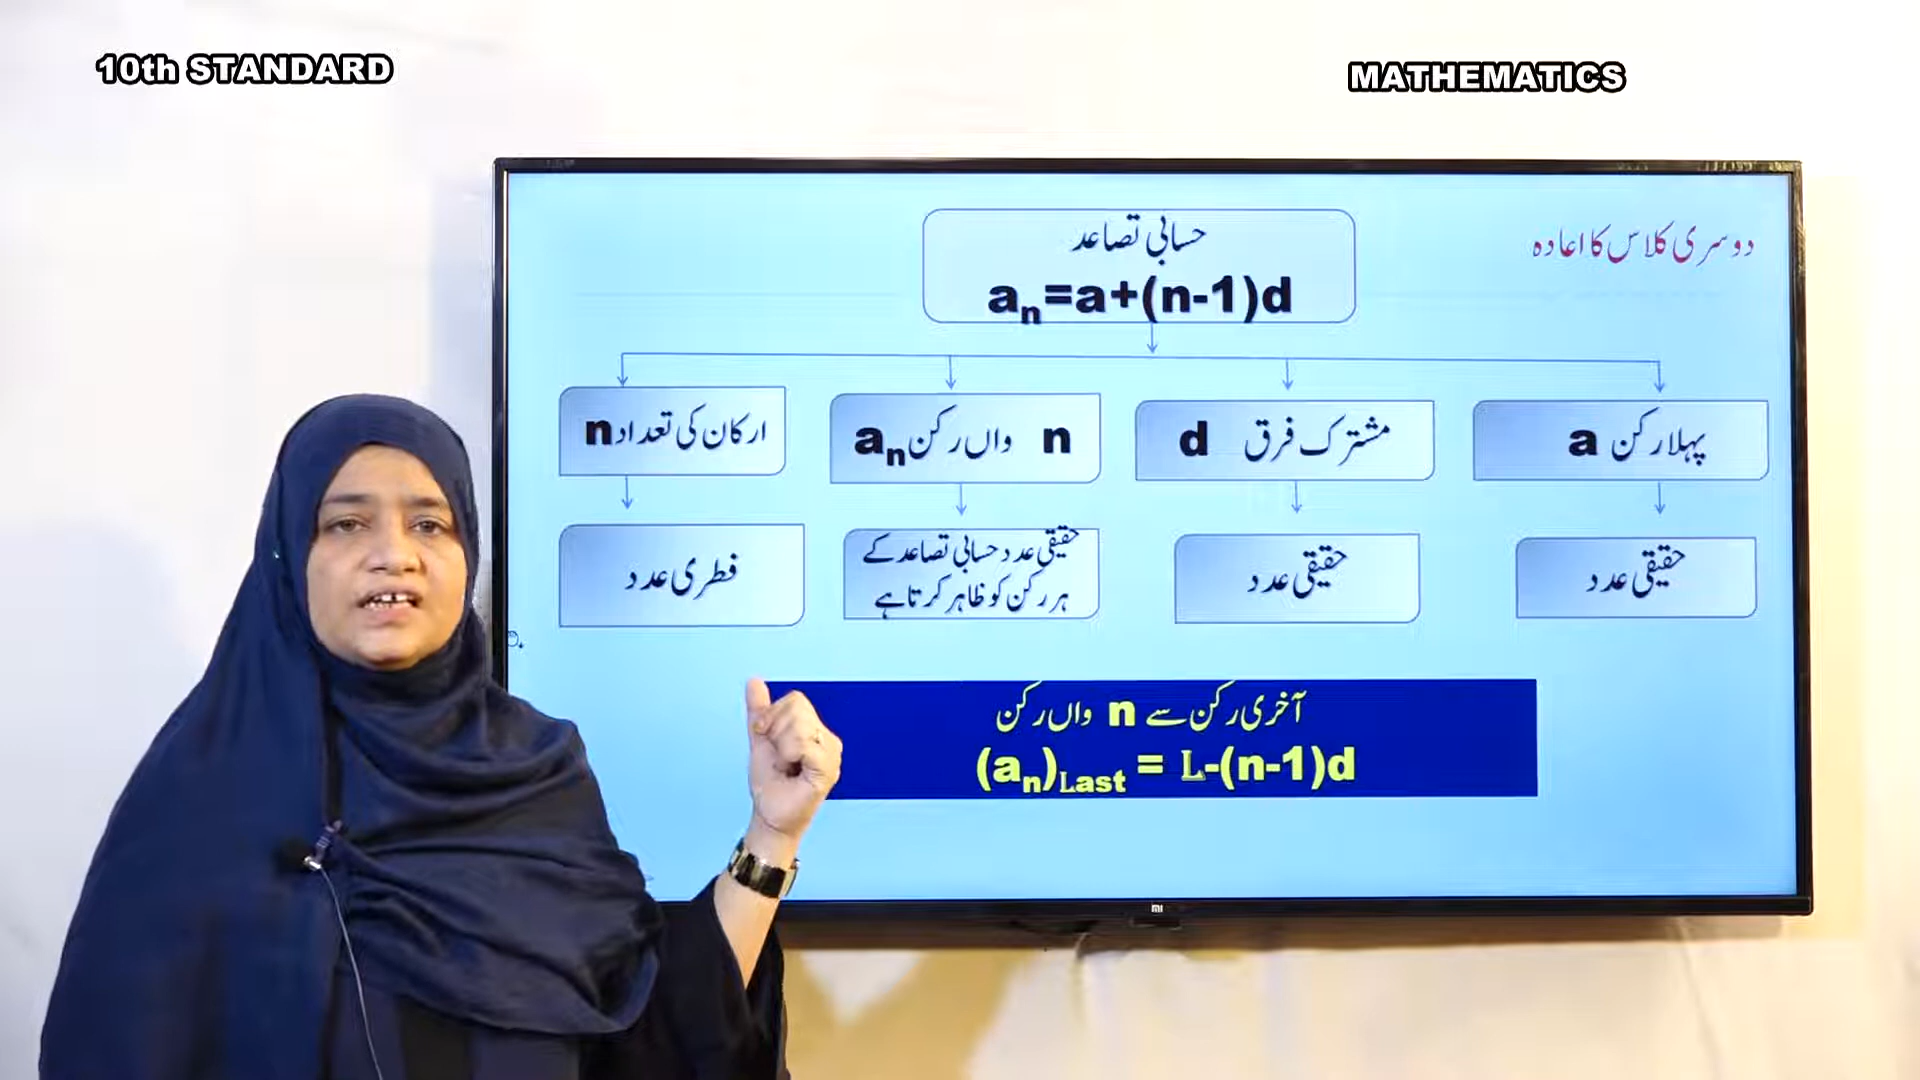 10th STANDARD
MATHEMATICS
دوسری کلاس کا اعادہ
حسابی تصاعد
aₙ=a+(n-1)d
پہلا رکن a
مشترک فرق d
n واں رکن aₙ
ارکان کی تعداد n
حقیقی عدد
حقیقی عدد
حقیقی عدد حسابی تصاعد کے
ہر رکن کو ظاہر کرتا ہے
فطری عدد
آخری رکن سے n واں رکن
(aₙ)Last = L-(n-1)d
mi